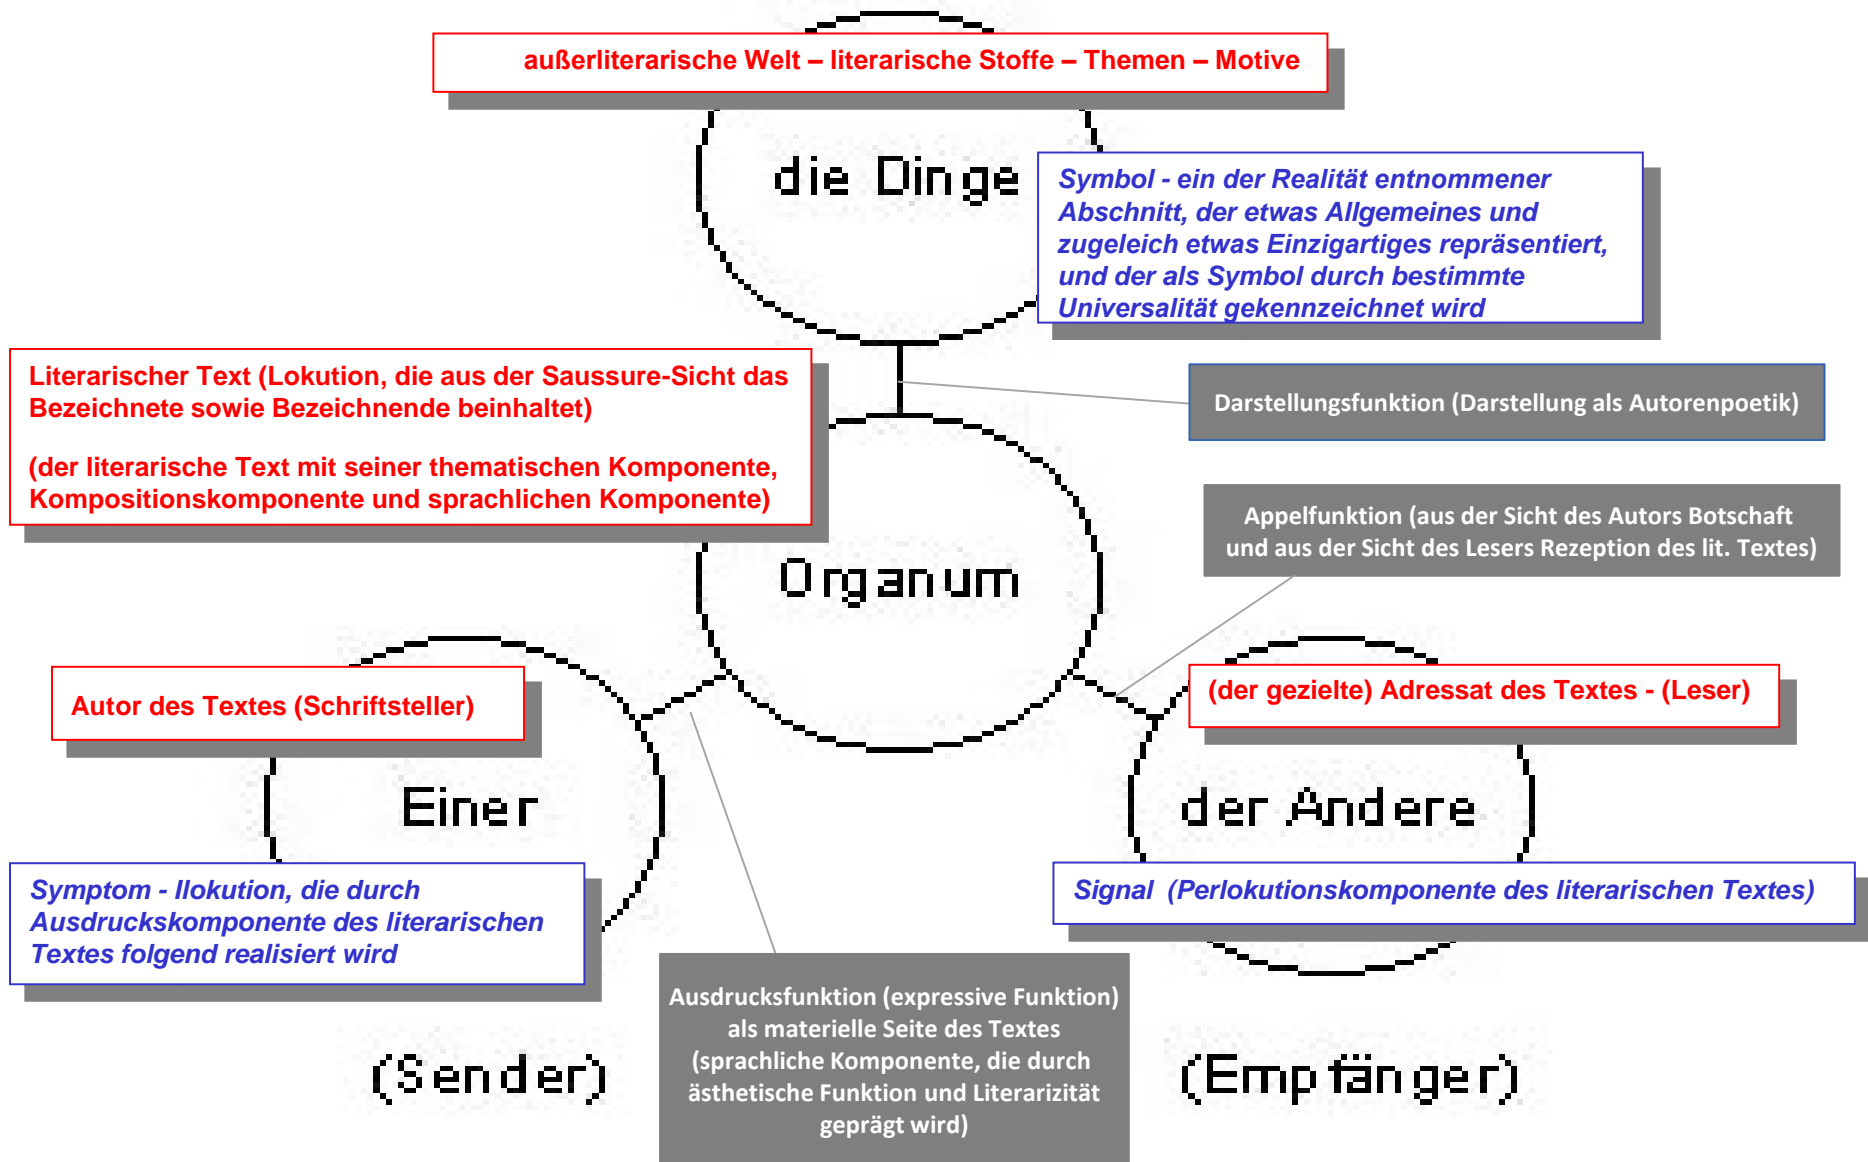 außerliterarische Welt – literarische Stoffe – Themen – Motive
die Dinge
Symbol - ein der Realität entnommener
Abschnitt, der etwas Allgemeines und
zugeleich etwas Einzigartiges repräsentiert,
und der als Symbol durch bestimmte
Universalität gekennzeichnet wird
Literarischer Text (Lokution, die aus der Saussure-Sicht das
Bezeichnete sowie Bezeichnende beinhaltet)
(der literarische Text mit seiner thematischen Komponente,
Kompositionskomponente und sprachlichen Komponente)
Darstellungsfunktion (Darstellung als Autorenpoetik)
Appelfunktion (aus der Sicht des Autors Botschaft
und aus der Sicht des Lesers Rezeption des lit. Textes)
Organum
Autor des Textes (Schriftsteller)
(der gezielte) Adressat des Textes - (Leser)
Einer
der Andere
Symptom - Ilokution, die durch
Ausdruckskomponente des literarischen
Textes folgend realisiert wird
Signal (Perlokutionskomponente des literarischen Textes)
Ausdrucksfunktion (expressive Funktion)
als materielle Seite des Textes
(sprachliche Komponente, die durch
ästhetische Funktion und Literarizität
geprägt wird)
(Sender)
(Empfänger)